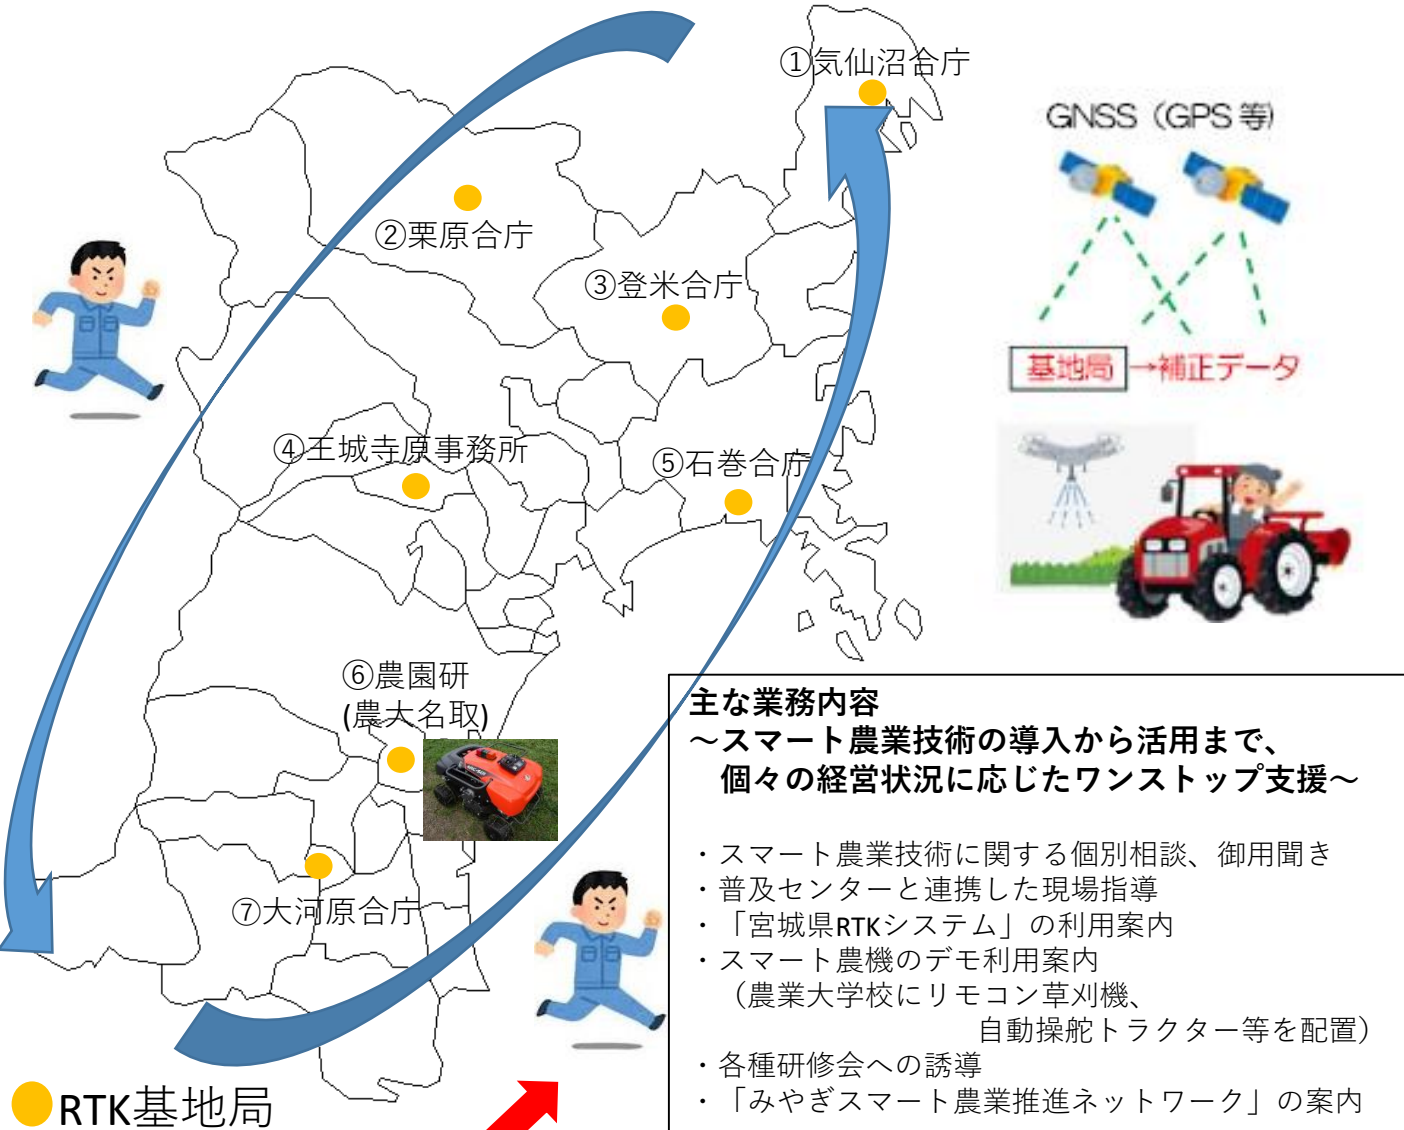 ①気仙沼合庁
GNSS（GPS 等）
②栗原合庁
③登米合庁
基地局→補正データ
④王城寺原事務所
⑤石巻合庁
⑥農園研
(農大名取)
⑦大河原合庁
RTK基地局
主な業務内容
～スマート農業技術の導入から活用まで、
個々の経営状況に応じたワンストップ支援～
・スマート農業技術に関する個別相談、御用聞き
・普及センターと連携した現場指導
・「宮城県RTKシステム」の利用案内
・スマート農機のデモ利用案内
（農業大学校にリモコン草刈機、
自動操舵トラクター等を配置）
・各種研修会への誘導
・「みやぎスマート農業推進ネットワーク」の案内